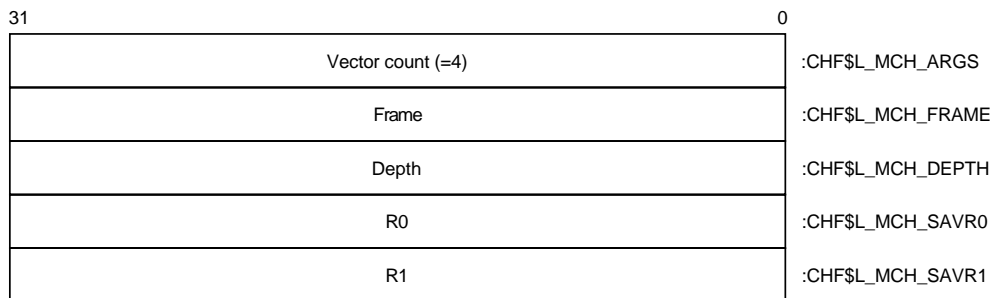 31 0
Vector count (=4) :CHF$L_MCH_ARGS
Frame :CHF$L_MCH_FRAME
Depth :CHF$L_MCH_DEPTH
R0 :CHF$L_MCH_SAVR0
R1 :CHF$L_MCH_SAVR1